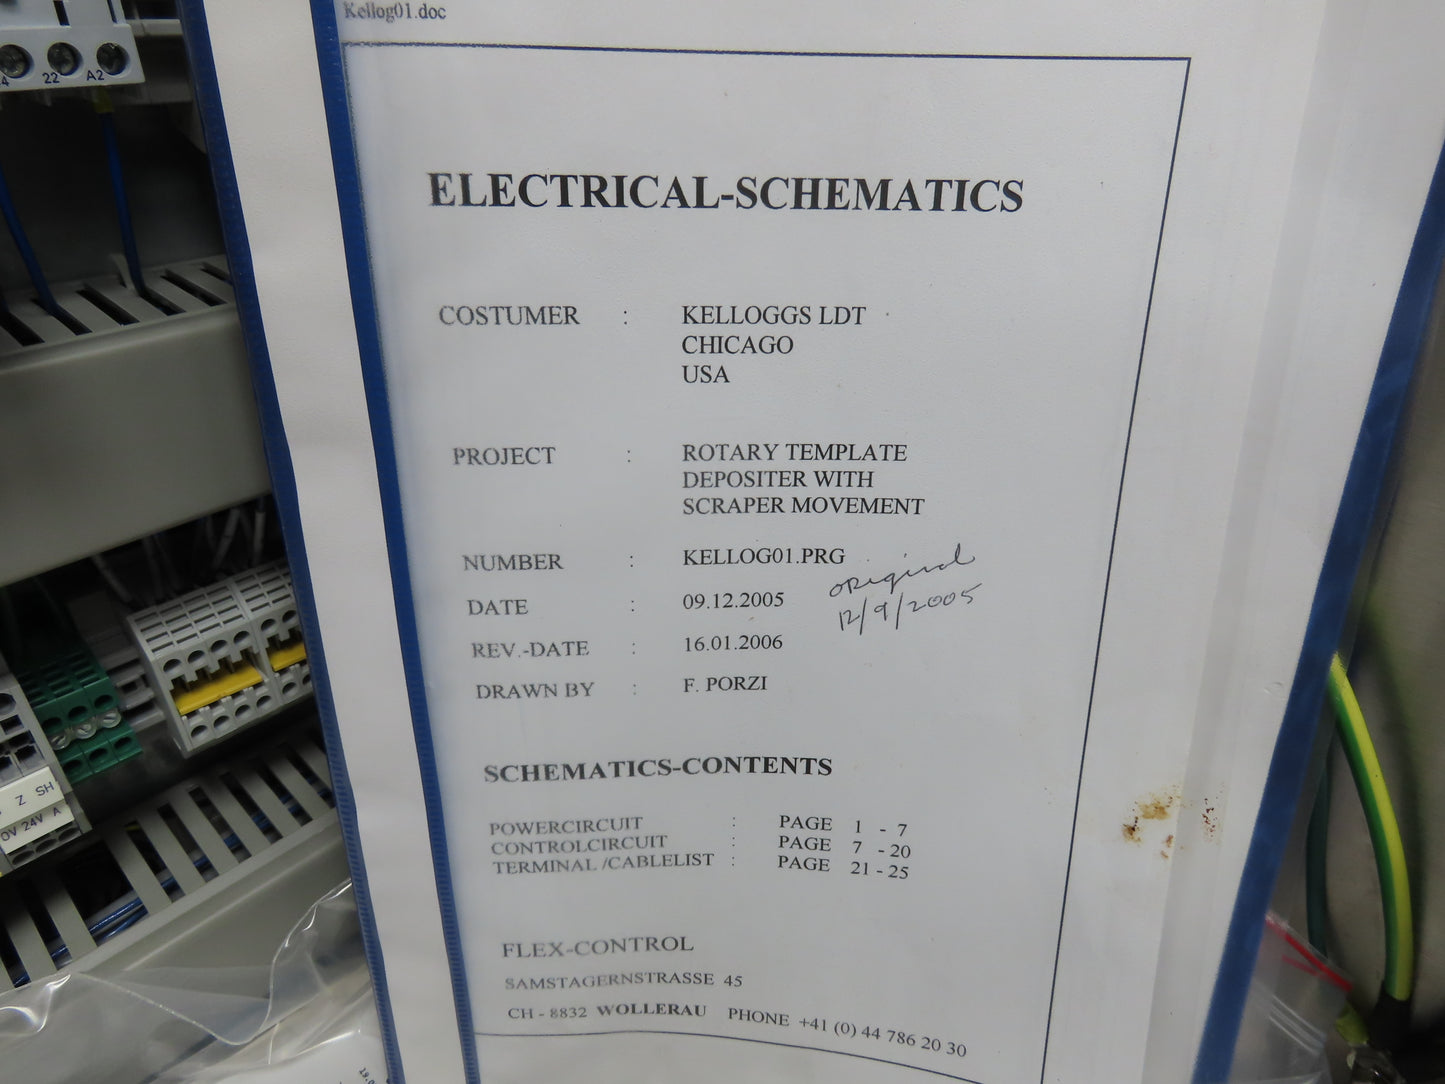 Kellog01.doc
ELECTRICAL-SCHEMATICS
COSTUMER : KELLOGGS LDT
CHICAGO
USA
PROJECT : ROTARY TEMPLATE
DEPOSITER WITH
SCRAPER MOVEMENT
NUMBER : KELLOG01.PRG
DATE : 09.12.2005
original
12/9/2005
REV.-DATE : 16.01.2006
DRAWN BY : F. PORZI
SCHEMATICS-CONTENTS
POWERCIRCUIT : PAGE 1 - 7
CONTROLCIRCUIT : PAGE 7 - 20
TERMINAL /CABLELIST : PAGE 21 - 25
FLEX-CONTROL
SAMSTAGERNSTRASSE 45
CH - 8832 WOLLERAU PHONE +41 (0) 44 786 20 30
22 A2
Z SH
0V 24V A